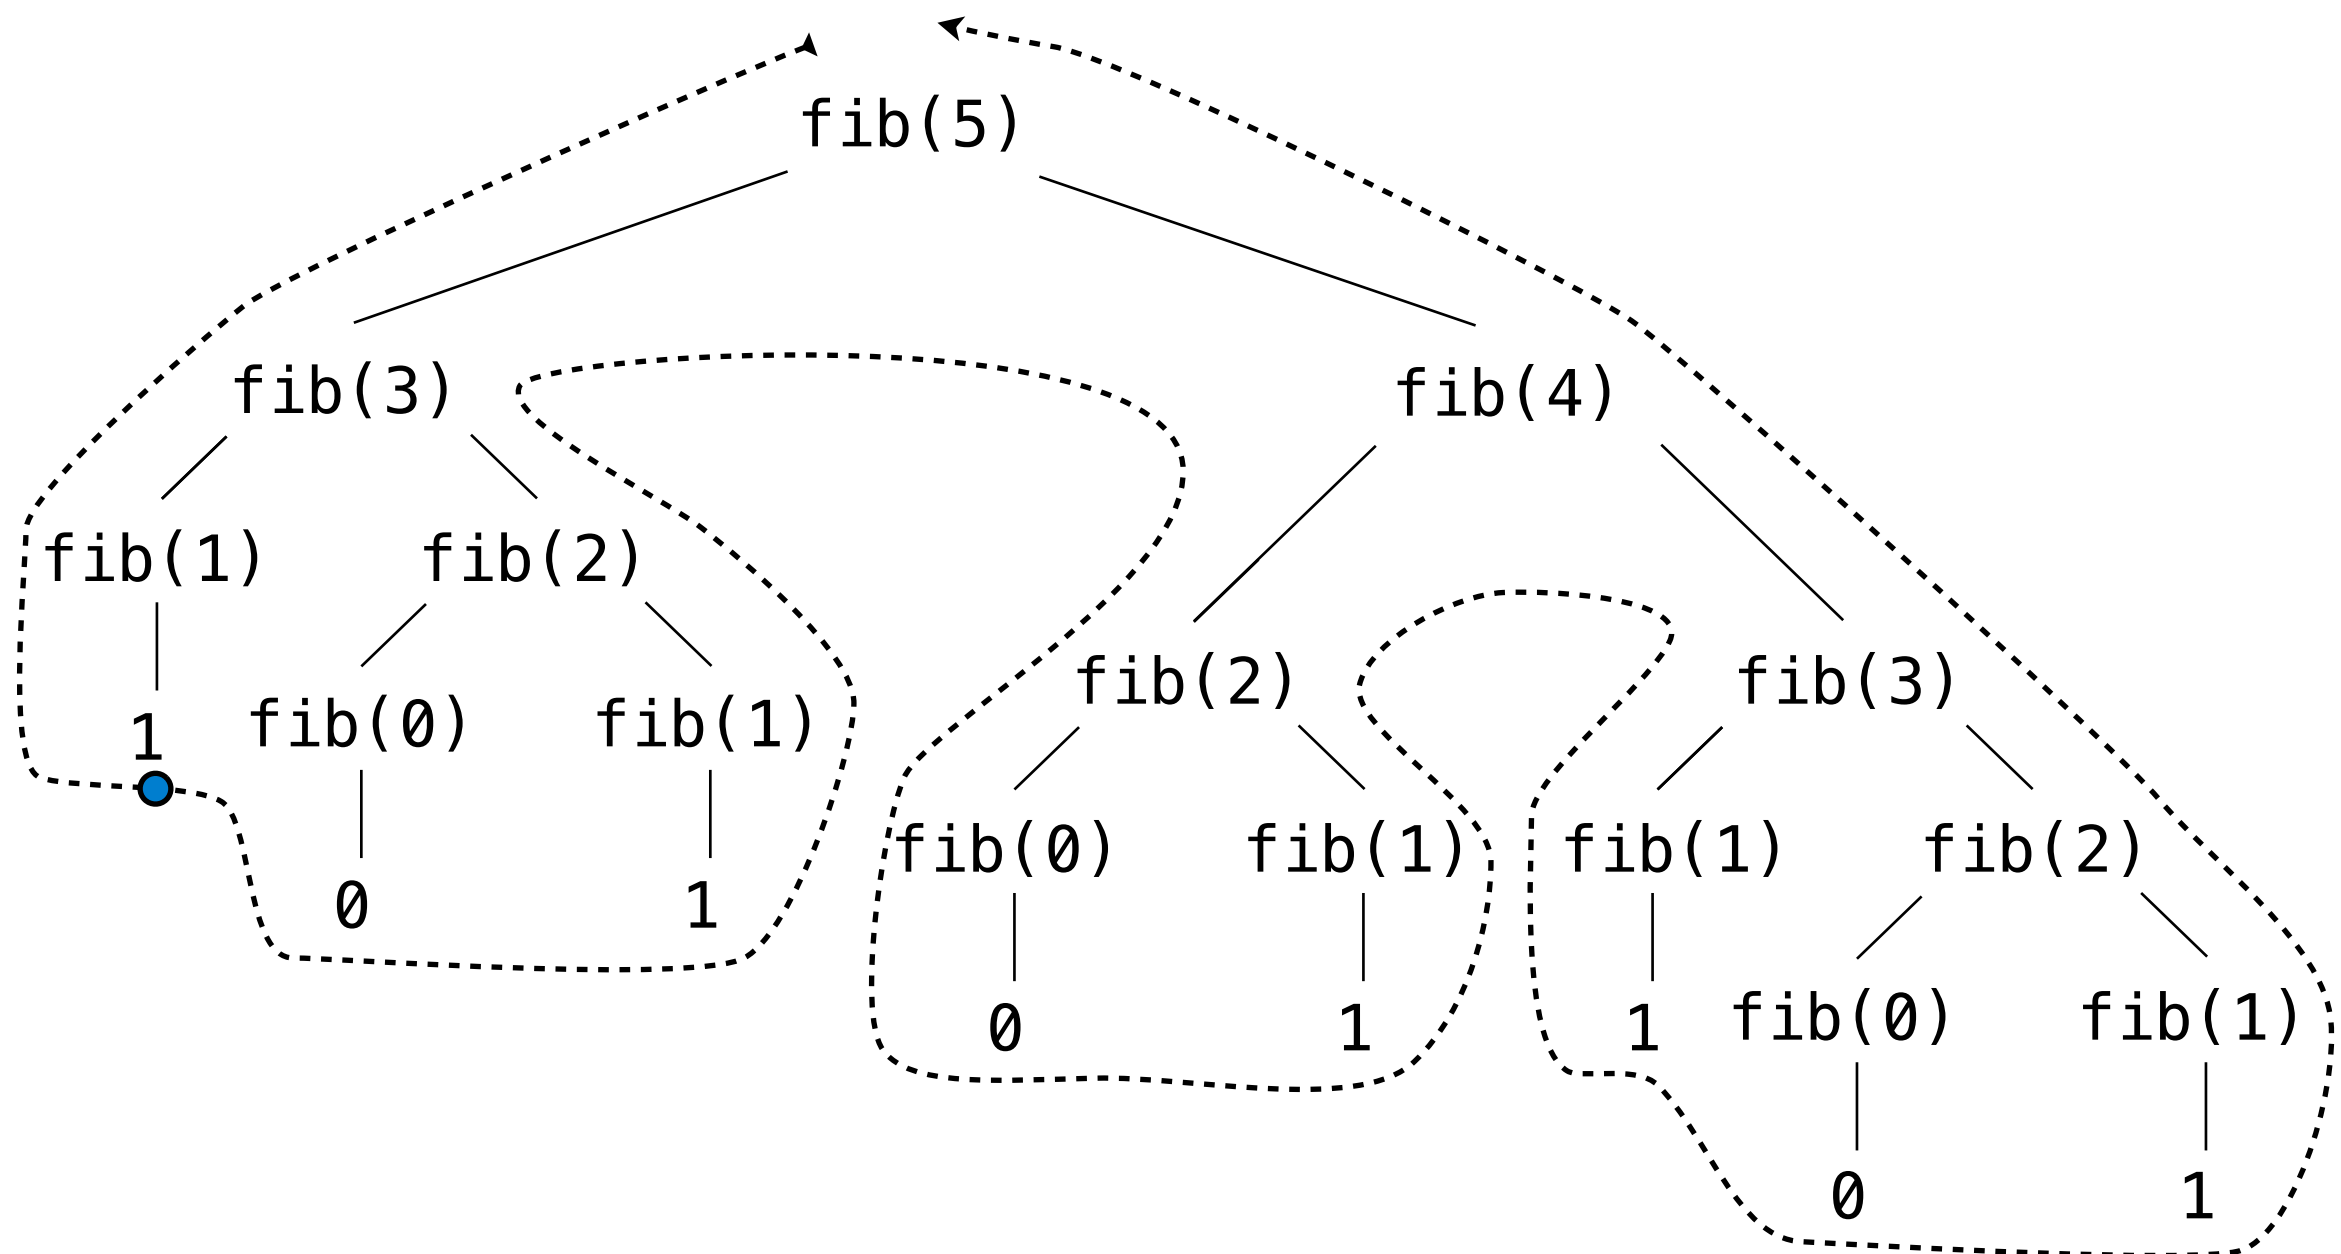 fib(5)
fib(3) fib(4)
fib(1) fib(2)
fib(2) fib(3)
1 fib(0) fib(1)
fib(0) fib(1) fib(1) fib(2)
0 1
0 1 1 fib(0) fib(1)
0 1